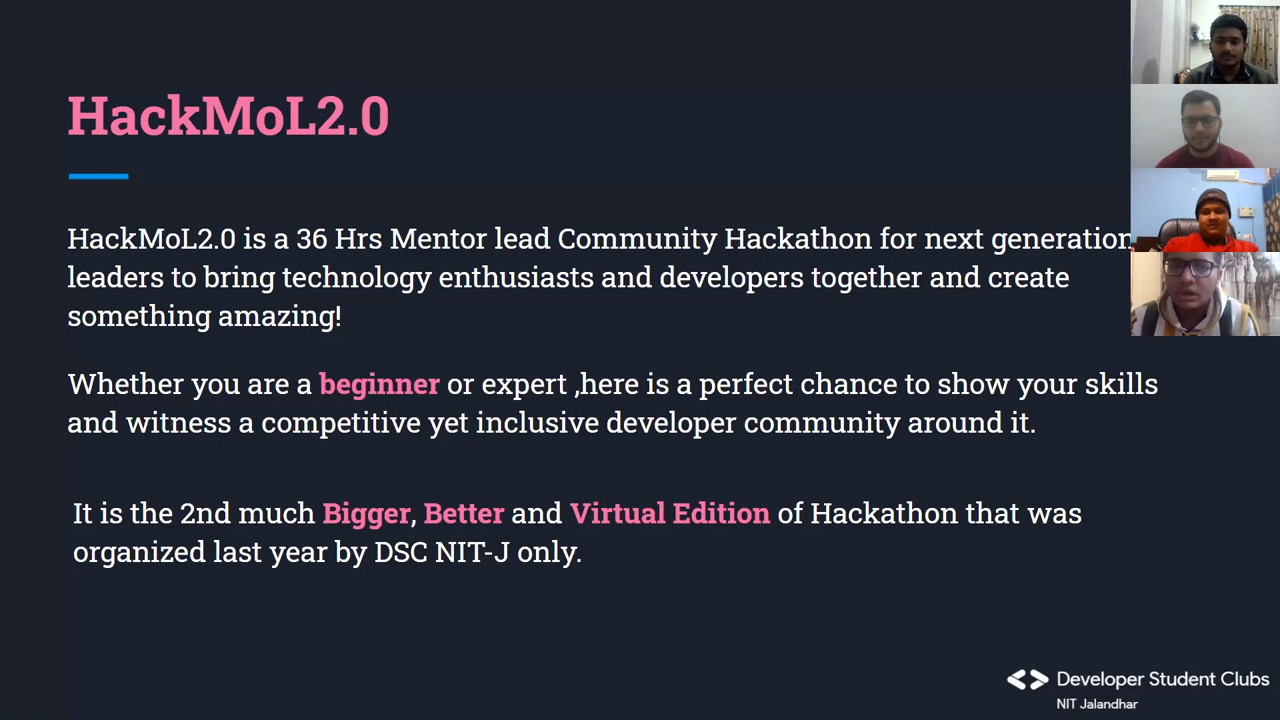 HackMoL2.0
HackMoL2.0 is a 36 Hrs Mentor lead Community Hackathon for next generation
leaders to bring technology enthusiasts and developers together and create
something amazing!
Whether you are a beginner or expert ,here is a perfect chance to show your skills
and witness a competitive yet inclusive developer community around it.
It is the 2nd much Bigger, Better and Virtual Edition of Hackathon that was
organized last year by DSC NIT-J only.
Developer Student Clubs
NIT Jalandhar